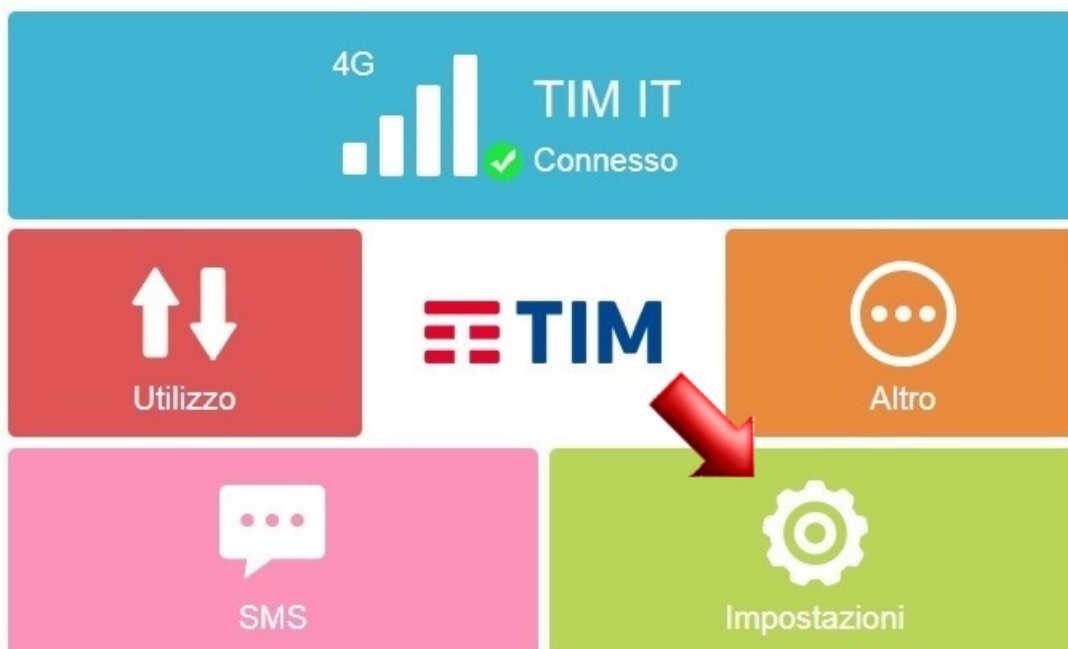 4G
TIM IT
Connesso
Utilizzo
TIM
Altro
SMS
Impostazioni